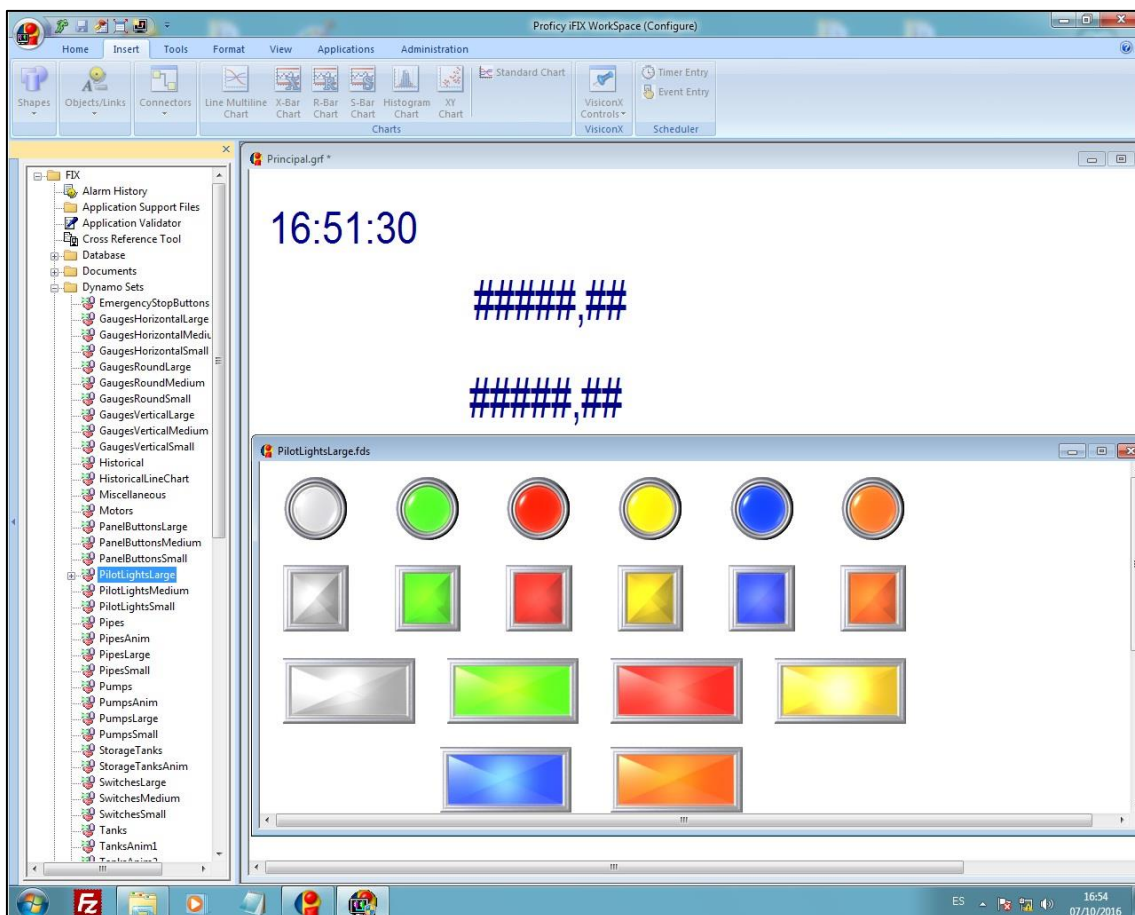 Proficy iFIX WorkSpace (Configure)
Home Insert Tools Format View Applications Administration
Shapes
Objects/Links
Connectors
Line Multiline Chart
X-Bar Chart
R-Bar Chart
S-Bar Chart
Histogram Chart
XY Chart
Standard Chart
Charts
VisiconX Controls
VisiconX
Timer Entry
Event Entry
Scheduler
FIX
Alarm History
Application Support Files
Application Validator
Cross Reference Tool
Database
Documents
Dynamo Sets
EmergencyStopButtons
GaugesHorizontalLarge
GaugesHorizontalMediu
GaugesHorizontalSmall
GaugesRoundLarge
GaugesRoundMedium
GaugesRoundSmall
GaugesVerticalLarge
GaugesVerticalMedium
GaugesVerticalSmall
Historical
HistoricalLineChart
Miscellaneous
Motors
PanelButtonsLarge
PanelButtonsMedium
PanelButtonsSmall
PilotLightsLarge
PilotLightsMedium
PilotLightsSmall
Pipes
PipesAnim
PipesLarge
PipesSmall
Pumps
PumpsAnim
PumpsLarge
PumpsSmall
StorageTanks
StorageTanksAnim
SwitchesLarge
SwitchesMedium
SwitchesSmall
Tanks
TanksAnim1
Principal.grf *
16:51:30
#####,##
#####,##
PilotLightsLarge.fds
ES
16:54
07/10/2016